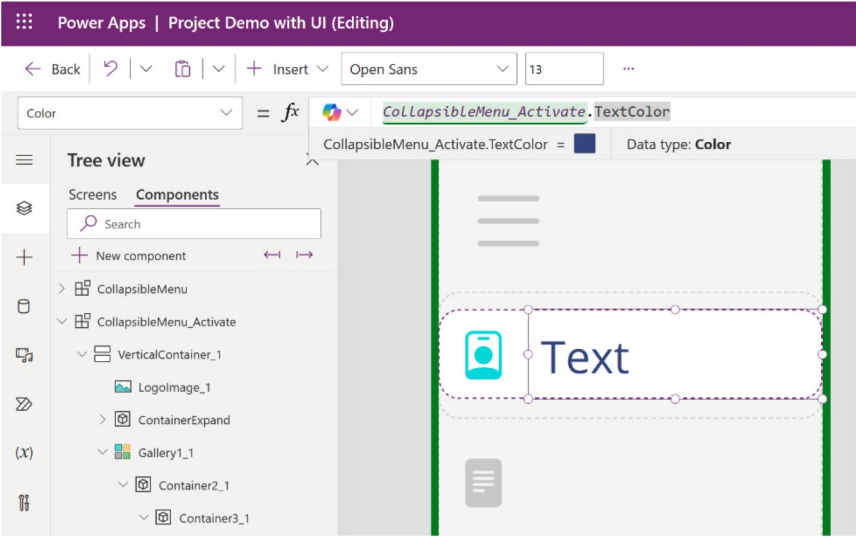 Power Apps | Project Demo with UI (Editing)
Back Insert Open Sans 13 ...
Color = fx CollapsibleMenu_Activate.TextColor
CollapsibleMenu_Activate.TextColor = Data type: Color
Tree view
Screens Components
Search
New component
CollapsibleMenu
CollapsibleMenu_Activate
VerticalContainer_1
LogoImage_1
ContainerExpand
(x) Gallery1_1
Container2_1
Container3_1
Text